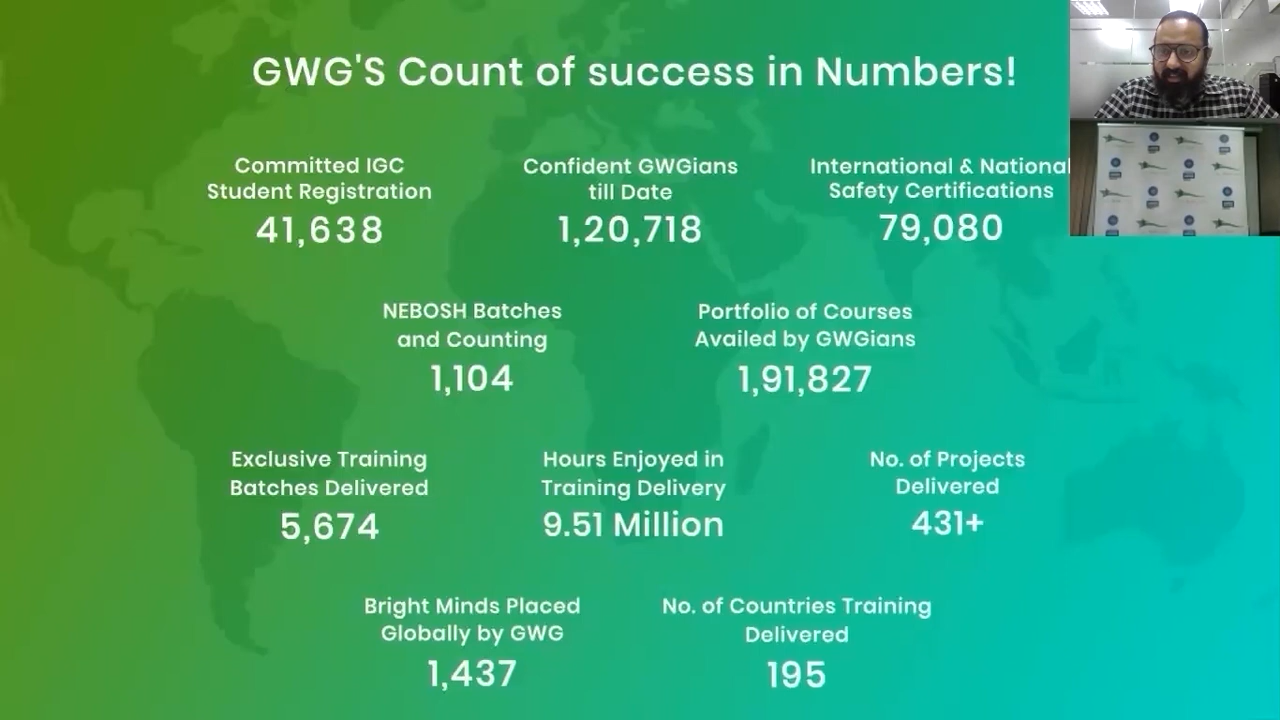 GWG'S Count of success in Numbers!
Committed IGC
Student Registration
41,638
Confident GWGians
till Date
1,20,718
International & National
Safety Certifications
79,080
NEBOSH Batches
and Counting
1,104
Portfolio of Courses
Availed by GWGians
1,91,827
Exclusive Training
Batches Delivered
5,674
Hours Enjoyed in
Training Delivery
9.51 Million
No. of Projects
Delivered
431+
Bright Minds Placed
Globally by GWG
1,437
No. of Countries Training
Delivered
195